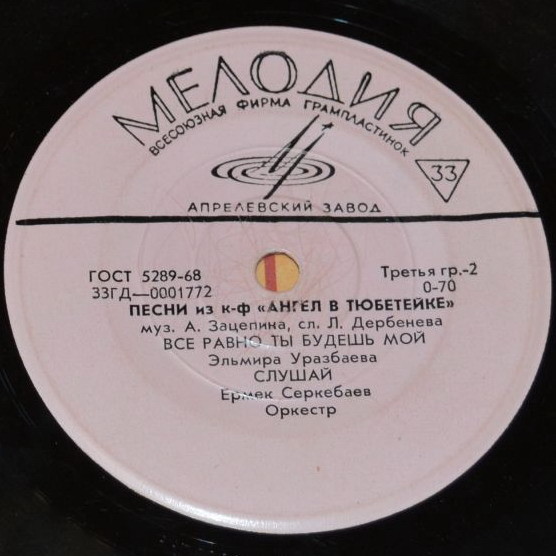 МЕЛОДИЯ
ВСЕСОЮЗНАЯ ФИРМА ГРАМПЛАСТИНОК
33
АПРЕЛЕВСКИЙ ЗАВОД
ГОСТ 5289-68 Третья гр.-2
33ГД—0001772 0-70
ПЕСНИ из к-ф «АНГЕЛ В ТЮБЕТЕЙКЕ»
муз. А. Зацепина, сл. Л. Дербенева
ВСЕ РАВНО ТЫ БУДЕШЬ МОЙ
Эльмира Уразбаева
СЛУШАЙ
Ермек Серкебаев
Оркестр